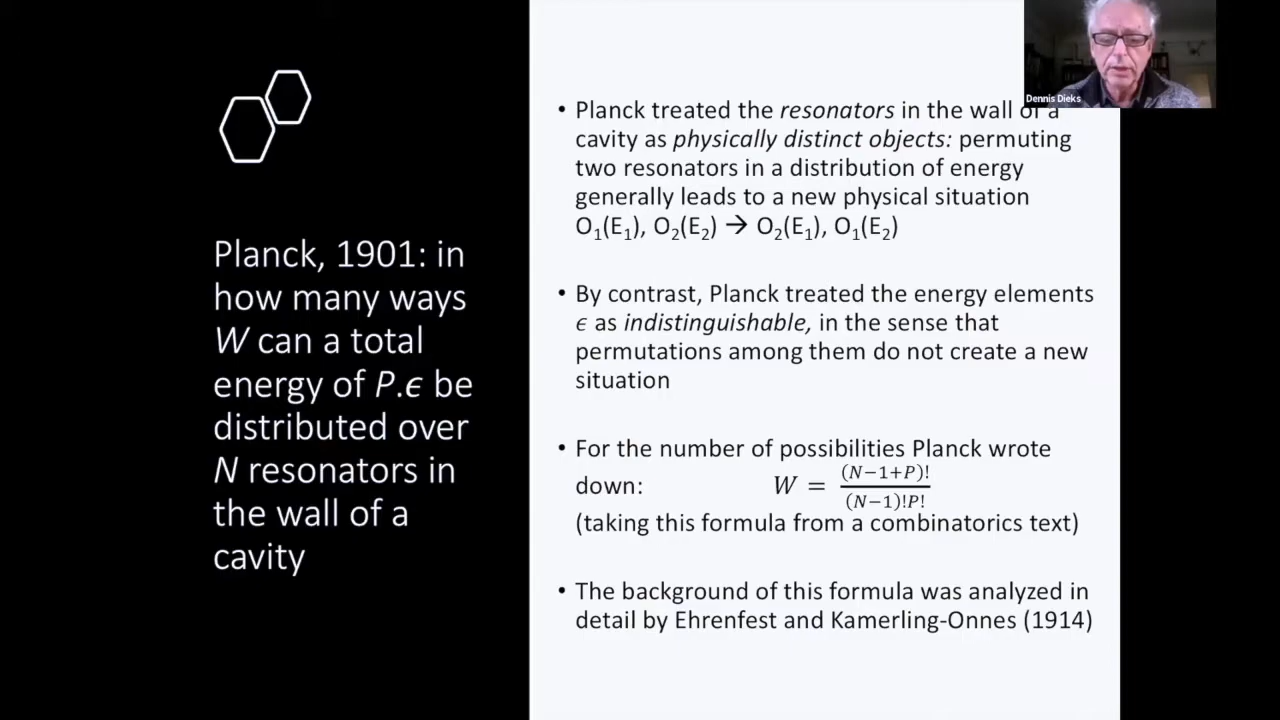 Planck, 1901: in
how many ways
W can a total
energy of P.ϵ be
distributed over
N resonators in
the wall of a
cavity
• Planck treated the resonators in the wall of a
cavity as physically distinct objects: permuting
two resonators in a distribution of energy
generally leads to a new physical situation
O₁(E₁), O₂(E₂) → O₂(E₁), O₁(E₂)
• By contrast, Planck treated the energy elements
ϵ as indistinguishable, in the sense that
permutations among them do not create a new
situation
• For the number of possibilities Planck wrote
down: W = (N−1+P)! / (N−1)!P!
(taking this formula from a combinatorics text)
• The background of this formula was analyzed in
detail by Ehrenfest and Kamerling-Onnes (1914)
Dennis Dieks